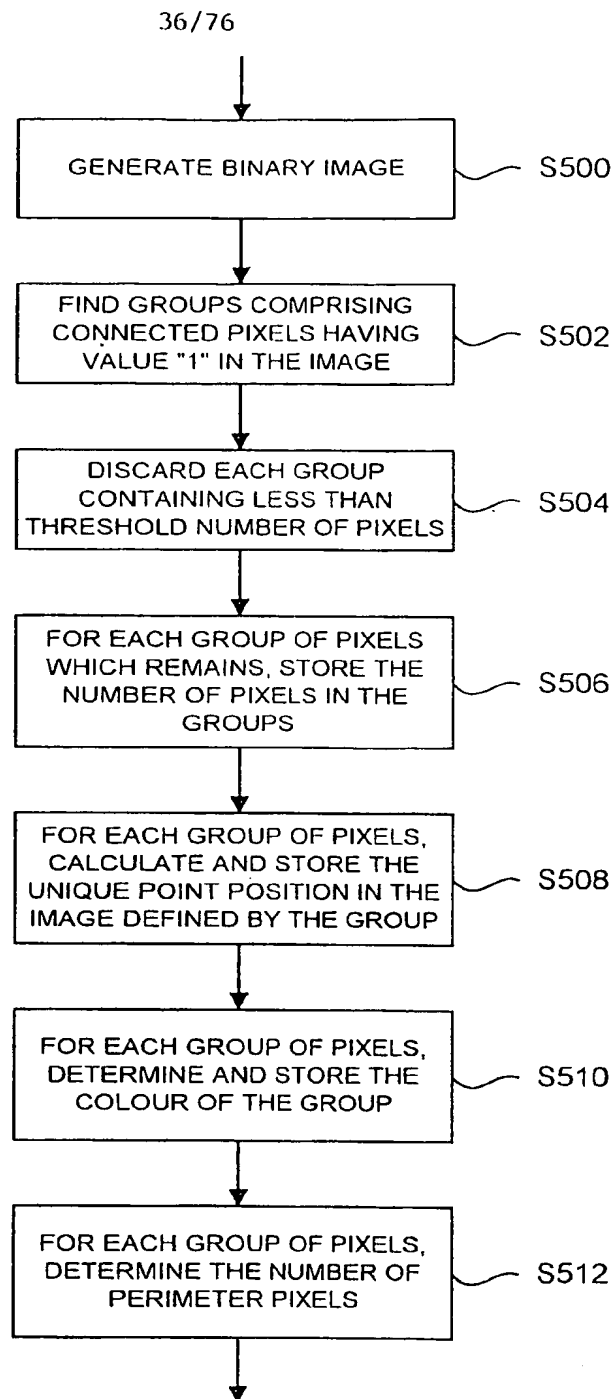 36/76
GENERATE BINARY IMAGE
S500
FIND GROUPS COMPRISING
CONNECTED PIXELS HAVING
VALUE "1" IN THE IMAGE
S502
DISCARD EACH GROUP
CONTAINING LESS THAN
THRESHOLD NUMBER OF PIXELS
S504
FOR EACH GROUP OF PIXELS
WHICH REMAINS, STORE THE
NUMBER OF PIXELS IN THE
GROUPS
S506
FOR EACH GROUP OF PIXELS,
CALCULATE AND STORE THE
UNIQUE POINT POSITION IN THE
IMAGE DEFINED BY THE GROUP
S508
FOR EACH GROUP OF PIXELS,
DETERMINE AND STORE THE
COLOUR OF THE GROUP
S510
FOR EACH GROUP OF PIXELS,
DETERMINE THE NUMBER OF
PERIMETER PIXELS
S512